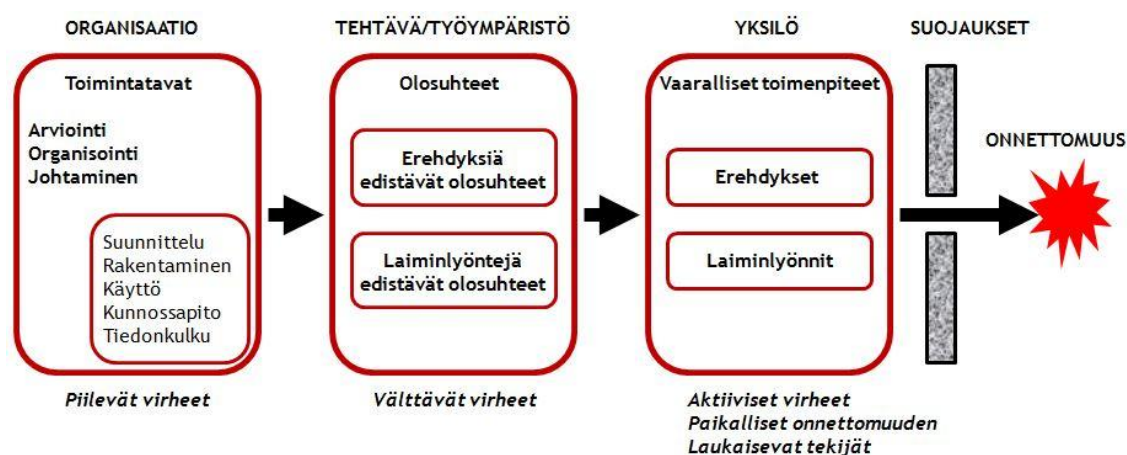 ORGANISAATIO
Toimintatavat
Arviointi
Organisointi
Johtaminen
Suunnittelu
Rakentaminen
Käyttö
Kunnossapito
Tiedonkulku
Piilevät virheet
TEHTÄVÄ/TYÖYMPÄRISTÖ
Olosuhteet
Erehdyksiä
edistävät olosuhteet
Laiminlyöntejä
edistävät olosuhteet
Välttävät virheet
YKSILÖ
Vaaralliset toimenpiteet
Erehdykset
Laiminlyönnit
Aktiiviset virheet
Paikalliset onnettomuuden
Laukaisevat tekijät
SUOJAUKSET
ONNETTOMUUS